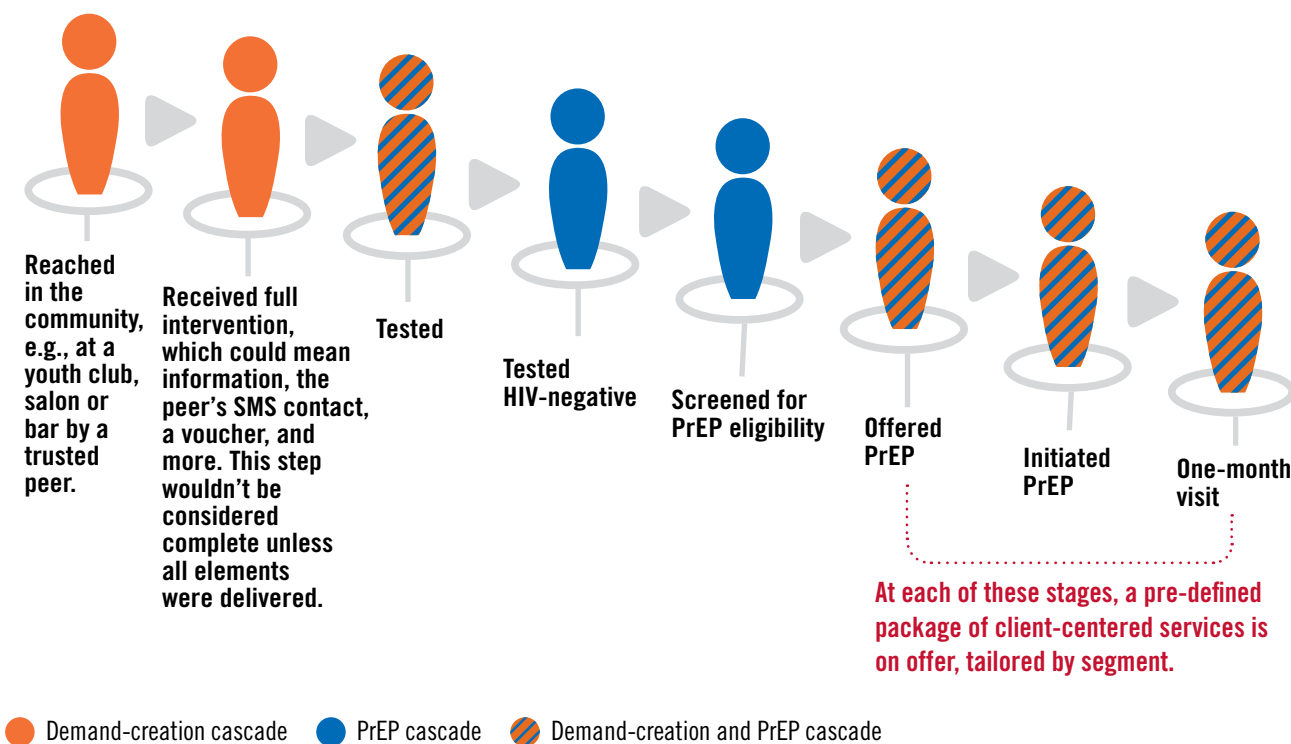 Reached
in the
community,
e.g., at a
youth club,
salon or
bar by a
trusted
peer.
Received full
intervention,
which could mean
information, the
peer’s SMS contact,
a voucher, and
more. This step
wouldn’t be
considered
complete unless
all elements
were delivered.
Tested
Tested
HIV-negative
Screened for
PrEP eligibility
Offered
PrEP
Initiated
PrEP
One-month
visit
At each of these stages, a pre-defined
package of client-centered services is
on offer, tailored by segment.
Demand-creation cascade
PrEP cascade
Demand-creation and PrEP cascade